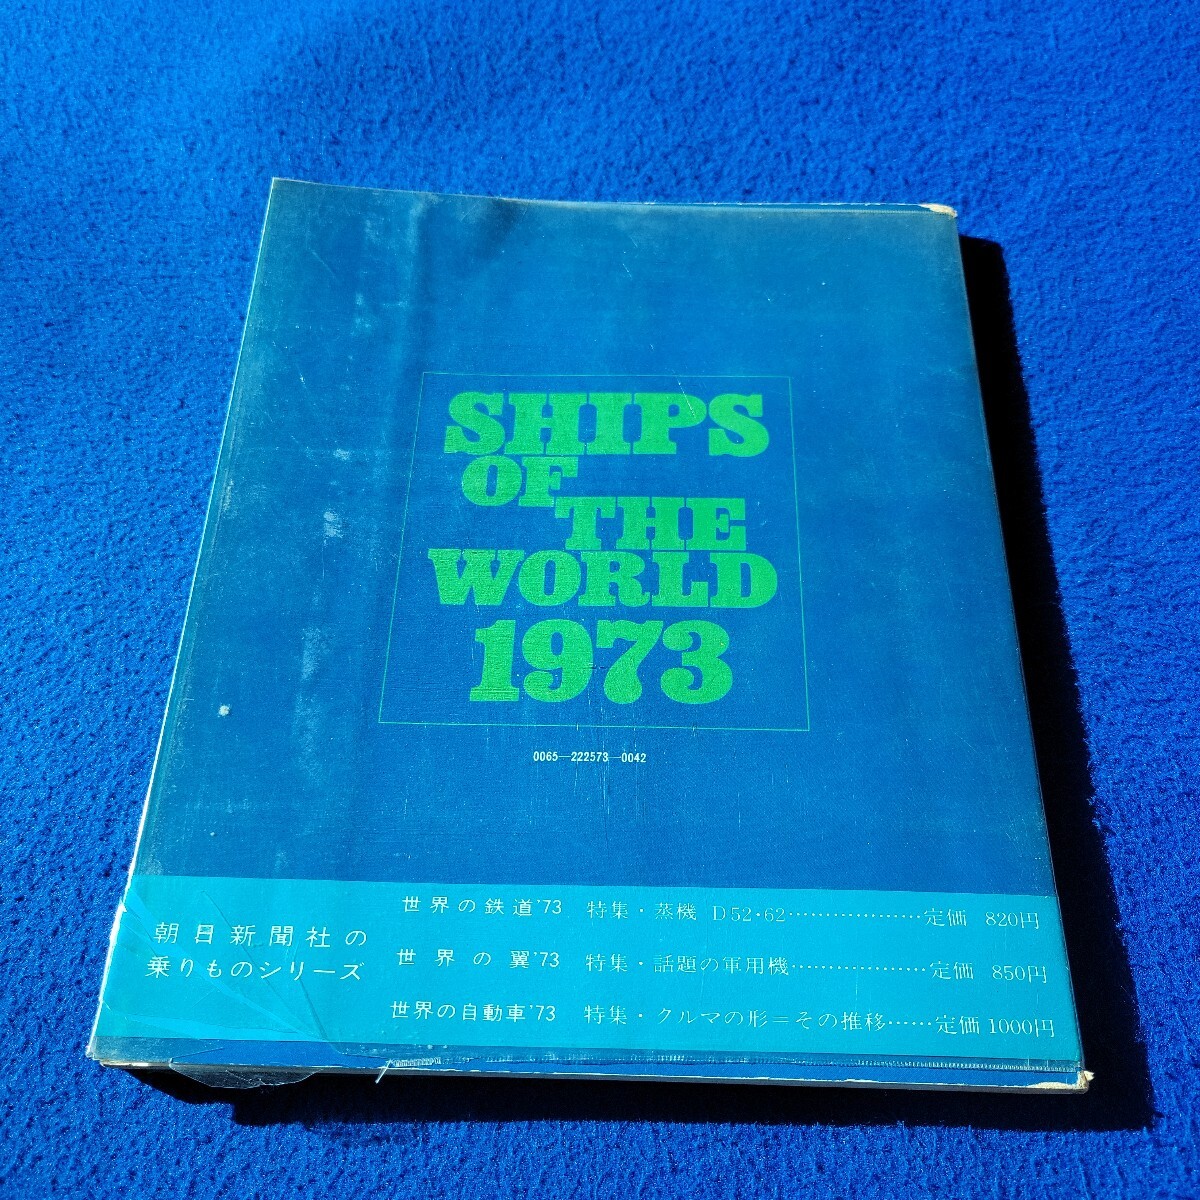 SHIPS
OF
THE
WORLD
1973
0065—222573—0042
朝日新聞社の
乗りものシリーズ
世界の鉄道'73 特集・蒸機 D52・62………………定価 820円
世界の翼'73 特集・話題の軍用機………………定価 850円
世界の自動車'73 特集・クルマの形=その推移……定価1000円